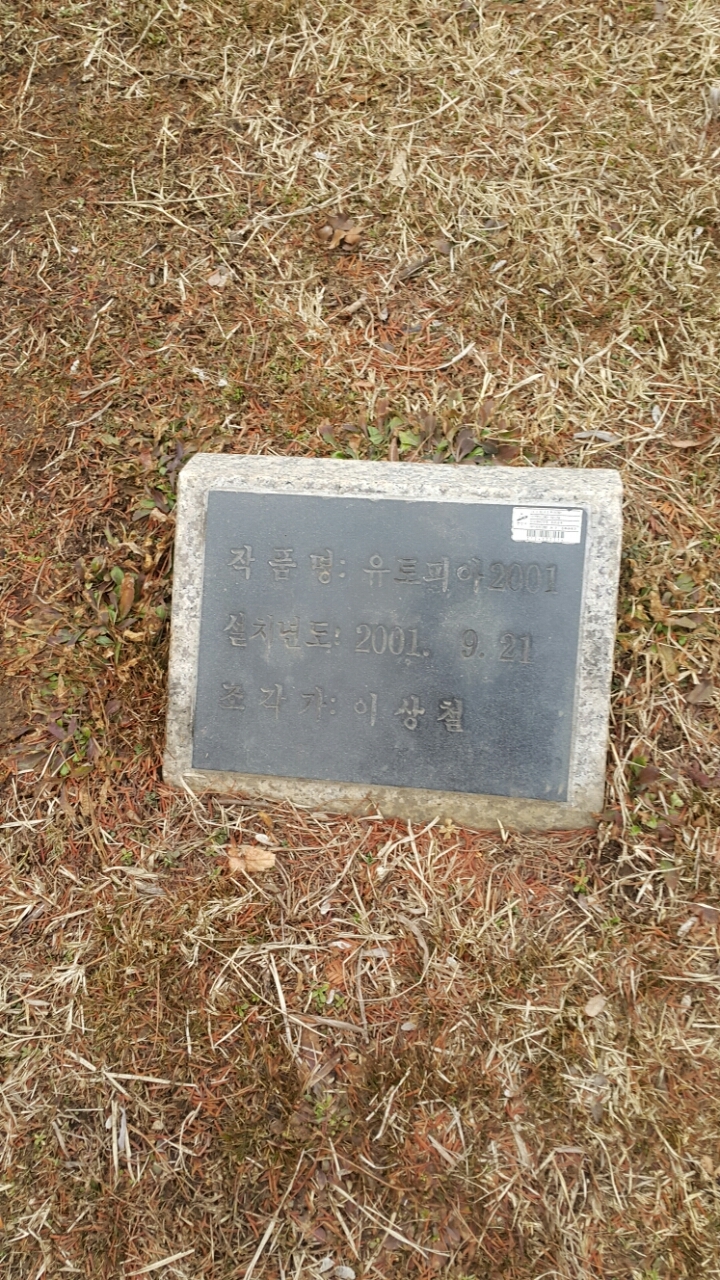 작품명: 유토피아2001
설치년도: 2001. 9. 21
조각가: 이상철